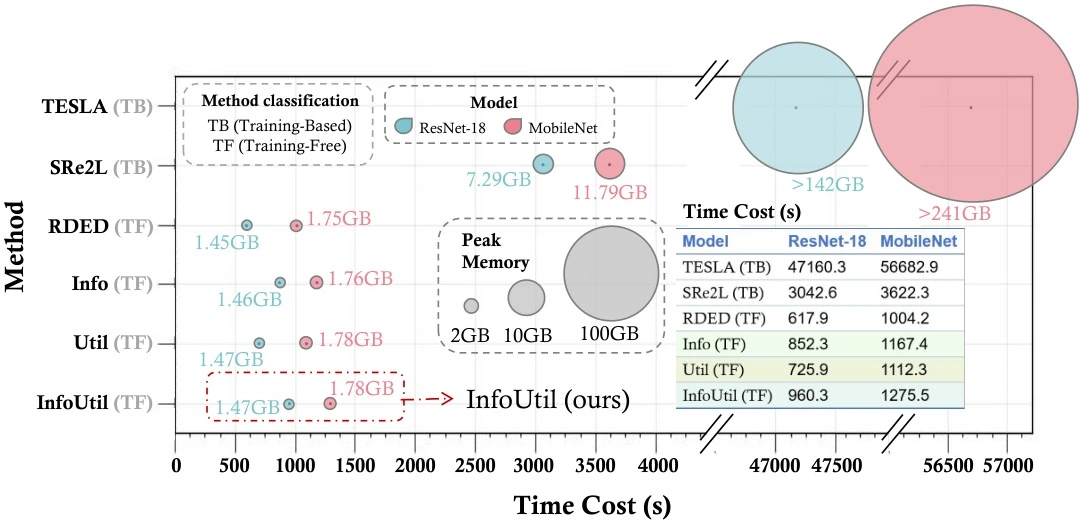 Method
TESLA (TB)
SRe2L (TB)
RDED (TF)
Info (TF)
Util (TF)
InfoUtil (TF)
Method classification
TB (Training-Based)
TF (Training-Free)
Model
ResNet-18 MobileNet
7.29GB
11.79GB
>142GB
>241GB
1.45GB
1.75GB
1.46GB
1.76GB
1.47GB
1.78GB
1.47GB
1.78GB
InfoUtil (ours)
Peak
Memory
2GB 10GB 100GB
Time Cost (s)
Model ResNet-18 MobileNet
TESLA (TB) 47160.3 56682.9
SRe2L (TB) 3042.6 3622.3
RDED (TF) 617.9 1004.2
Info (TF) 852.3 1167.4
Util (TF) 725.9 1112.3
InfoUtil (TF) 960.3 1275.5
0 500 1000 1500 2000 2500 3000 3500 4000 47000 47500 56500 57000
Time Cost (s)